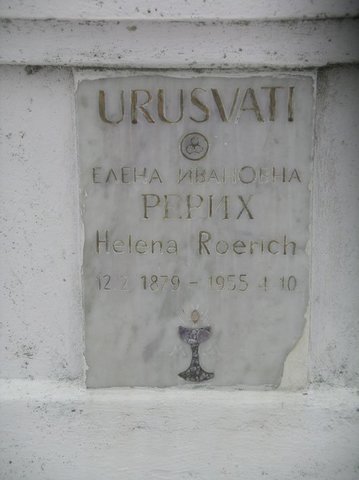 URUSVATI
ЕЛЕНА ИВАНОВНА
РЕРИХ
Helena Roerich
12.2 1879 - 1955 4 10